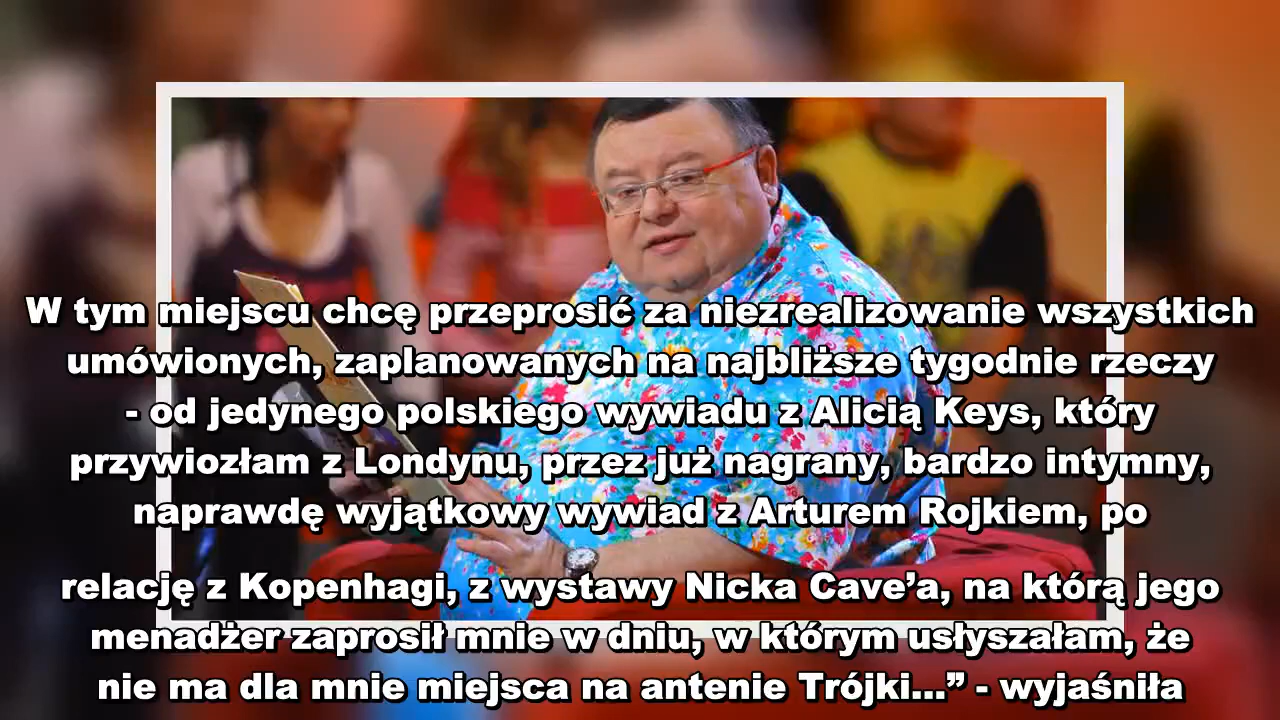 W tym miejscu chcę przeprosić za niezrealizowanie wszystkich
umówionych, zaplanowanych na najbliższe tygodnie rzeczy
- od jedynego polskiego wywiadu z Alicią Keys, który
przywiozłam z Londynu, przez już nagrany, bardzo intymny,
naprawdę wyjątkowy wywiad z Arturem Rojkiem, po
relację z Kopenhagi, z wystawy Nicka Cave’a, na którą jego
menadżer zaprosił mnie w dniu, w którym usłyszałam, że
nie ma dla mnie miejsca na antenie Trójki...” - wyjaśniła